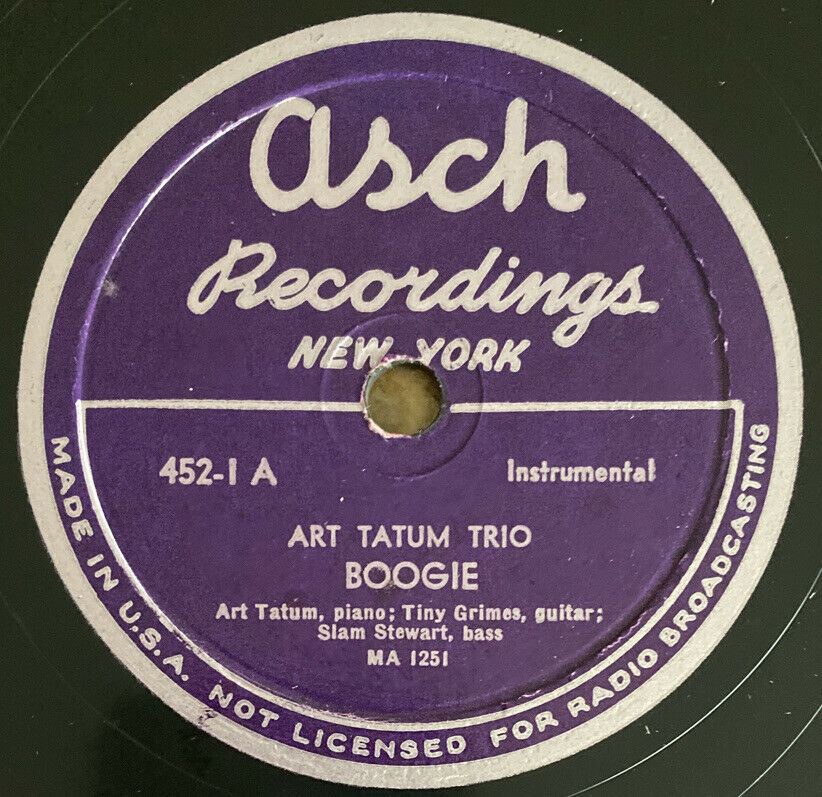 asch
Recordings
NEW YORK
452-1 A Instrumental
ART TATUM TRIO
BOOGIE
Art Tatum, piano; Tiny Grimes, guitar;
Slam Stewart, bass
MA 1251
MADE IN U.S.A. NOT LICENSED FOR RADIO BROADCASTING